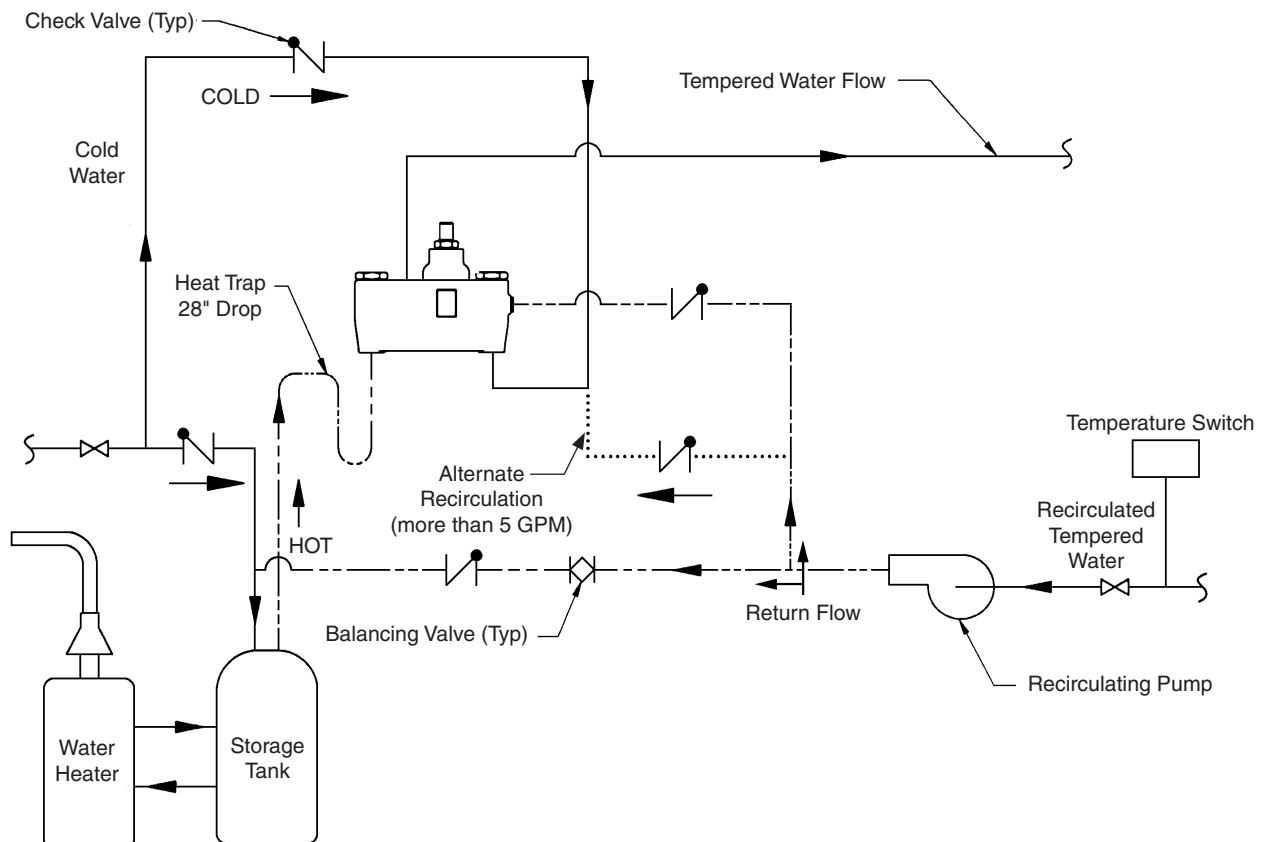 Check Valve (Typ)
COLD
Tempered Water Flow
Cold
Water
Heat Trap
28" Drop
Temperature Switch
Alternate
Recirculation
(more than 5 GPM)
Recirculated
Tempered
Water
HOT
Return Flow
Balancing Valve (Typ)
Recirculating Pump
Water
Heater
Storage
Tank